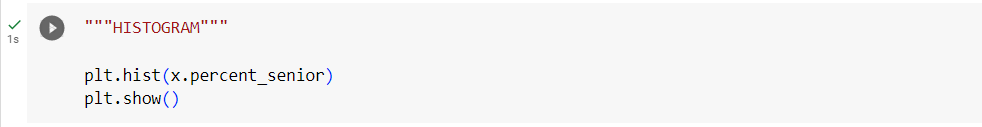 """HISTOGRAM"""
1s
plt.hist(x.percent_senior)
plt.show()